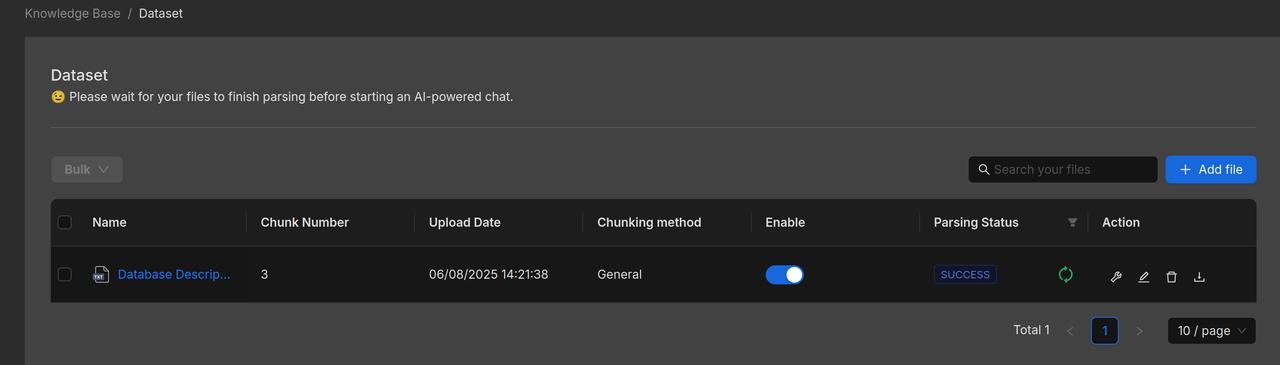 Knowledge Base / Dataset
Dataset
😉 Please wait for your files to finish parsing before starting an AI-powered chat.
Bulk
Search your files
+ Add file
Name Chunk Number Upload Date Chunking method Enable Parsing Status Action
TXT Database Descrip... 3 06/08/2025 14:21:38 General SUCCESS
Total 1 < 1 > 10 / page